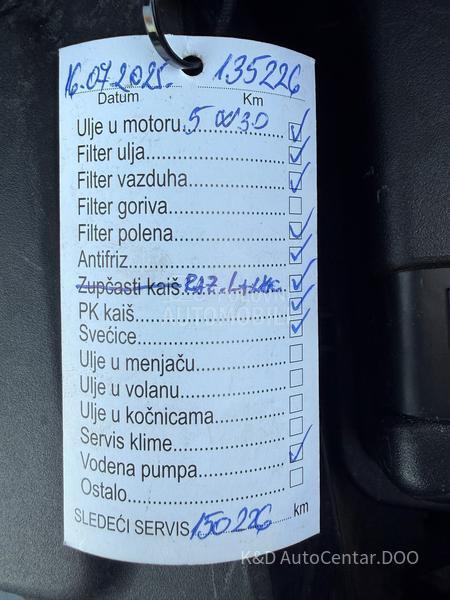 16.07.2025. 135226
Datum Km
Ulje u motoru 5W30
Filter ulja
Filter vazduha
Filter goriva
Filter polena
Antifriz
Zupčasti kaiš RAZ. LANAC
PK kaiš
Svećice
Ulje u menjaču
Ulje u volanu
Ulje u kočnicama
Servis klime
Vodena pumpa
Ostalo
SLEDEĆI SERVIS 150226 km
K&D AutoCentar.DOO